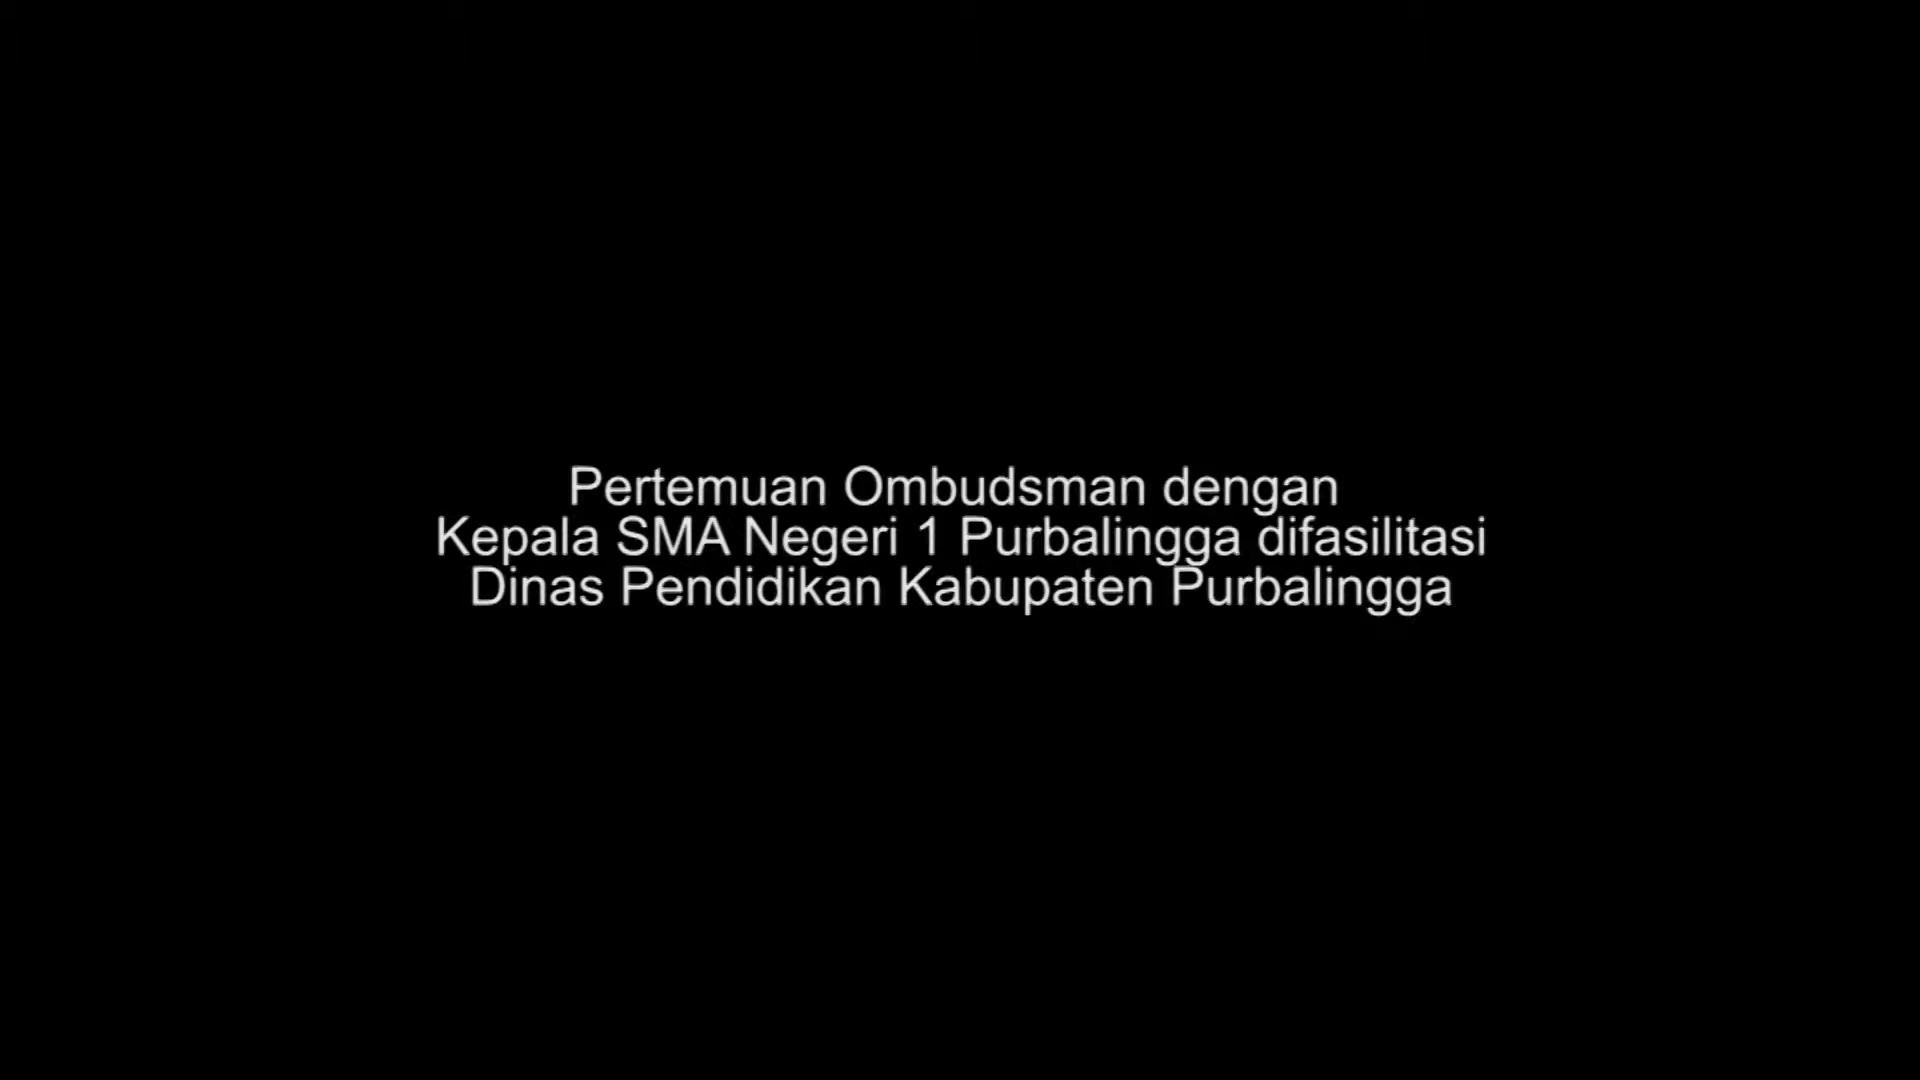 Pertemuan Ombudsman dengan
Kepala SMA Negeri 1 Purbalingga difasilitasi
Dinas Pendidikan Kabupaten Purbalingga